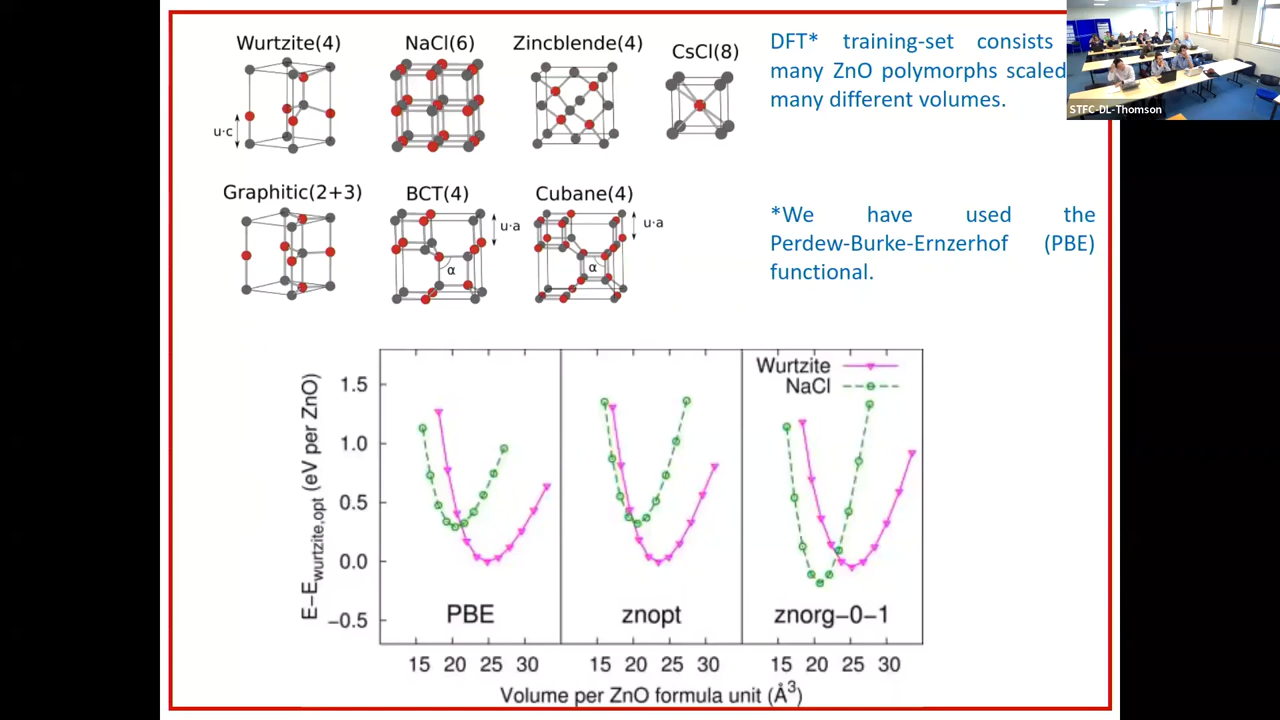 Wurtzite(4)
NaCl(6)
Zincblende(4)
CsCl(8)
u·c
Graphitic(2+3)
BCT(4)
Cubane(4)
u·a
α
u·a
α
DFT* training-set consists
many ZnO polymorphs scaled
many different volumes.
*We have used the
Perdew-Burke-Ernzerhof (PBE)
functional.
STFC-DL-Thomson
E−Ewurtzite,opt (eV per ZnO)
1.5
1.0
0.5
0.0
−0.5
Wurtzite
NaCl
PBE
znopt
znorg−0−1
15 20 25 30
15 20 25 30
15 20 25 30
Volume per ZnO formula unit (Å3)